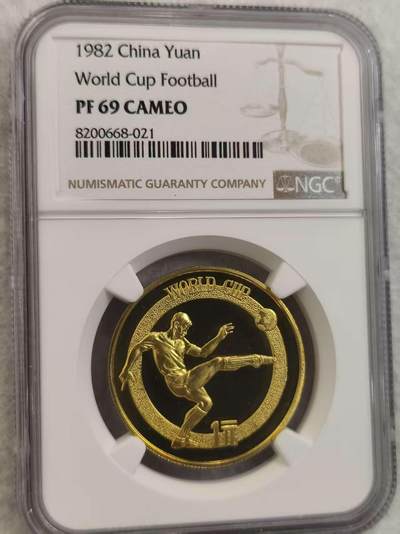 1982 China Yuan
World Cup Football
PF 69 CAMEO
8200668-021
NUMISMATIC GUARANTY COMPANY NGC®
WORLD CUP
1元